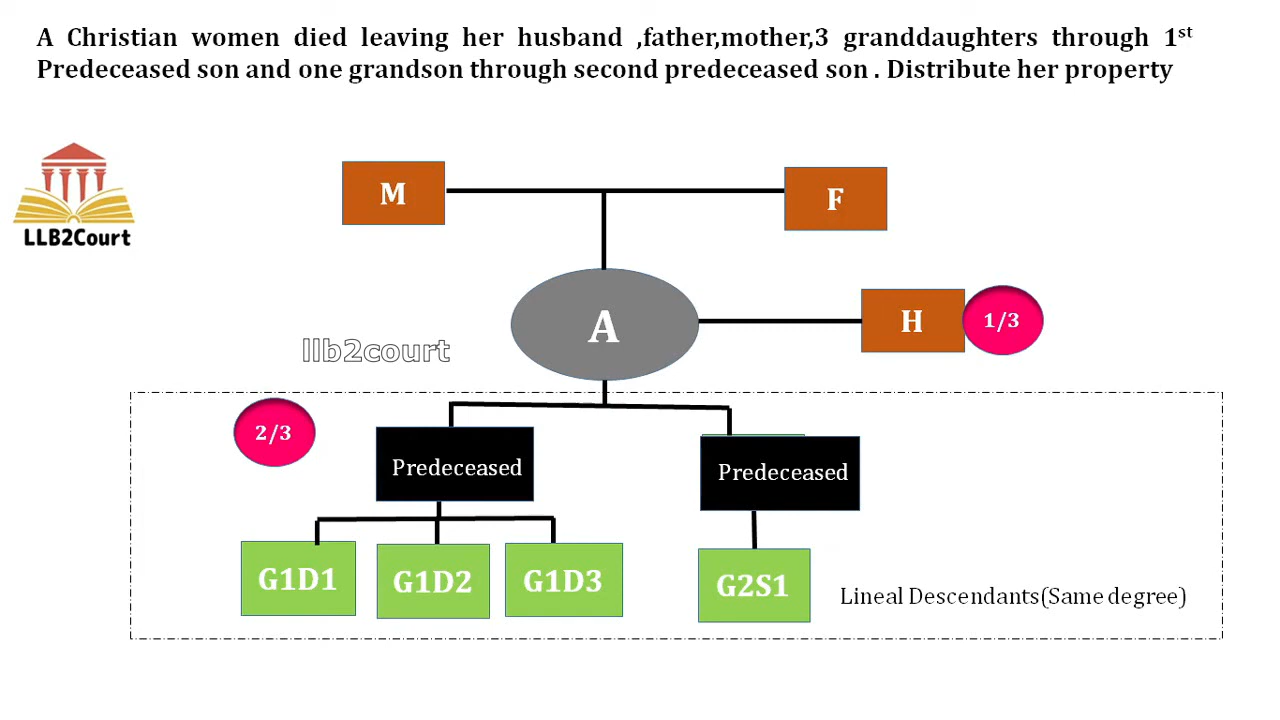 A Christian women died leaving her husband ,father,mother,3 granddaughters through 1st
Predeceased son and one grandson through second predeceased son . Distribute her property
M
F
LLB2Court
A
H
1/3
llb2court
2/3
Predeceased
Predeceased
G1D1
G1D2
G1D3
G2S1
Lineal Descendants(Same degree)